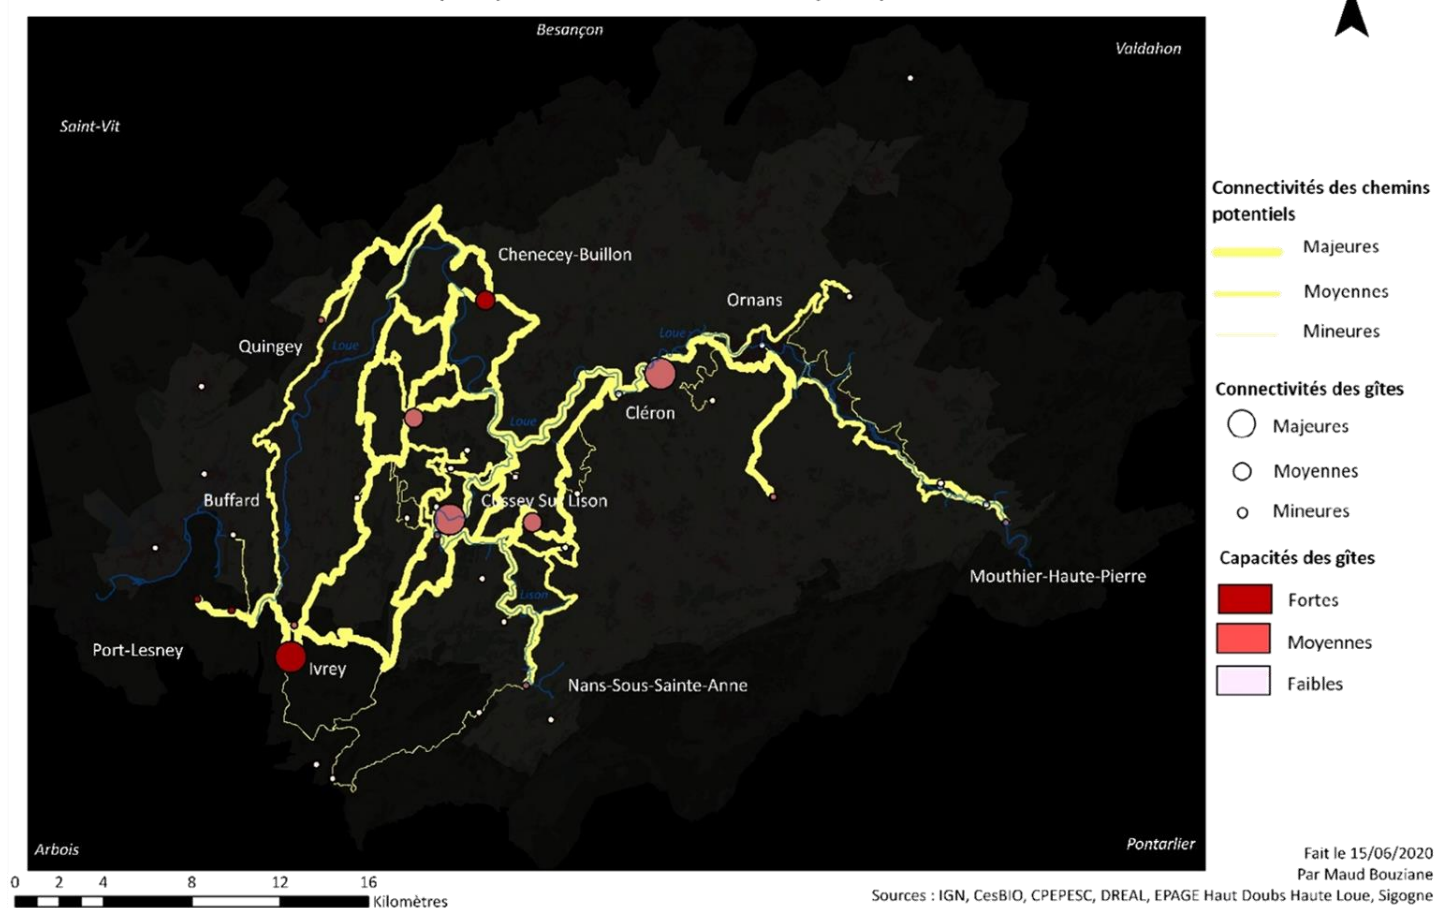 Besançon
Valdahon
Saint-Vit
Chenecey-Buillon
Ornans
Quingey
Loue
Loue
Cléron
Loue
Buffard
Cussey Sur Lison
Mouthier-Haute-Pierre
Lison
Port-Lesney
Ivrey
Nans-Sous-Sainte-Anne
Arbois
Pontarlier
0 2 4 8 12 16
Kilomètres
Connectivités des chemins
potentiels
Majeures
Moyennes
Mineures
Connectivités des gîtes
Majeures
Moyennes
Mineures
Capacités des gîtes
Fortes
Moyennes
Faibles
Fait le 15/06/2020
Par Maud Bouziane
Sources : IGN, CesBIO, CPEPESC, DREAL, EPAGE Haut Doubs Haute Loue, Sigogne